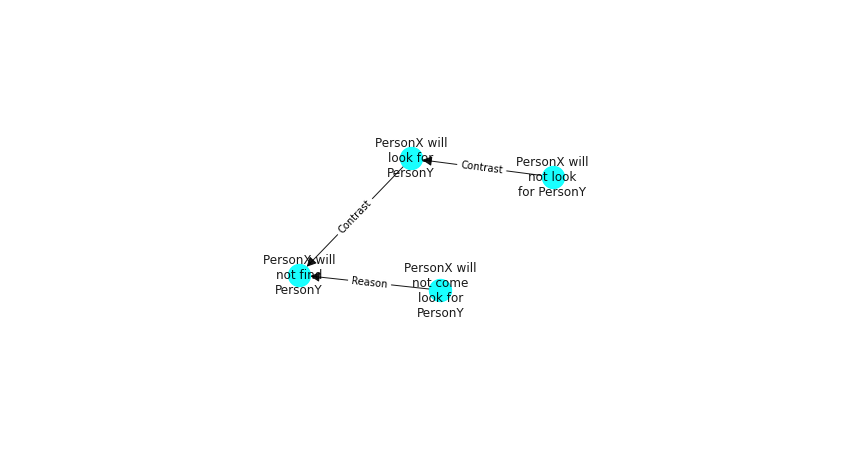 PersonX will
look for
PersonY
Contrast
PersonX will
not look
for PersonY
Contrast
PersonX will
not find
PersonY
Reason
PersonX will
not come
look for
PersonY